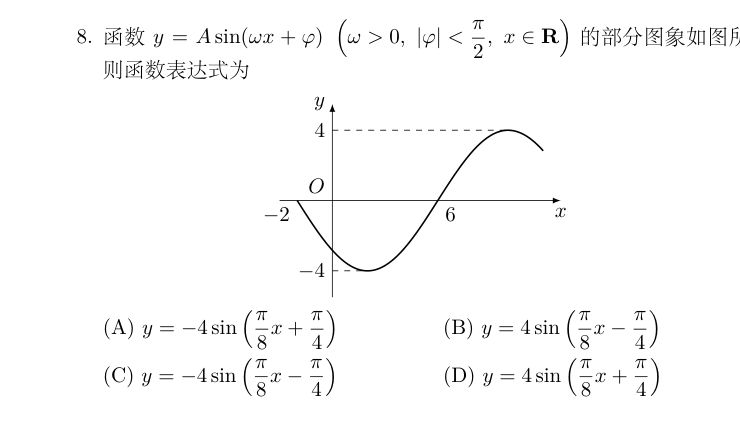 8. 函数 y = A sin(ωx + φ) (ω > 0, |φ| < π/2, x ∈ R) 的部分图象如图
则函数表达式为
y
4
O
−2
6
x
−4
(A) y = −4 sin(π/8 x + π/4) (B) y = 4 sin(π/8 x − π/4)
(C) y = −4 sin(π/8 x − π/4) (D) y = 4 sin(π/8 x + π/4)